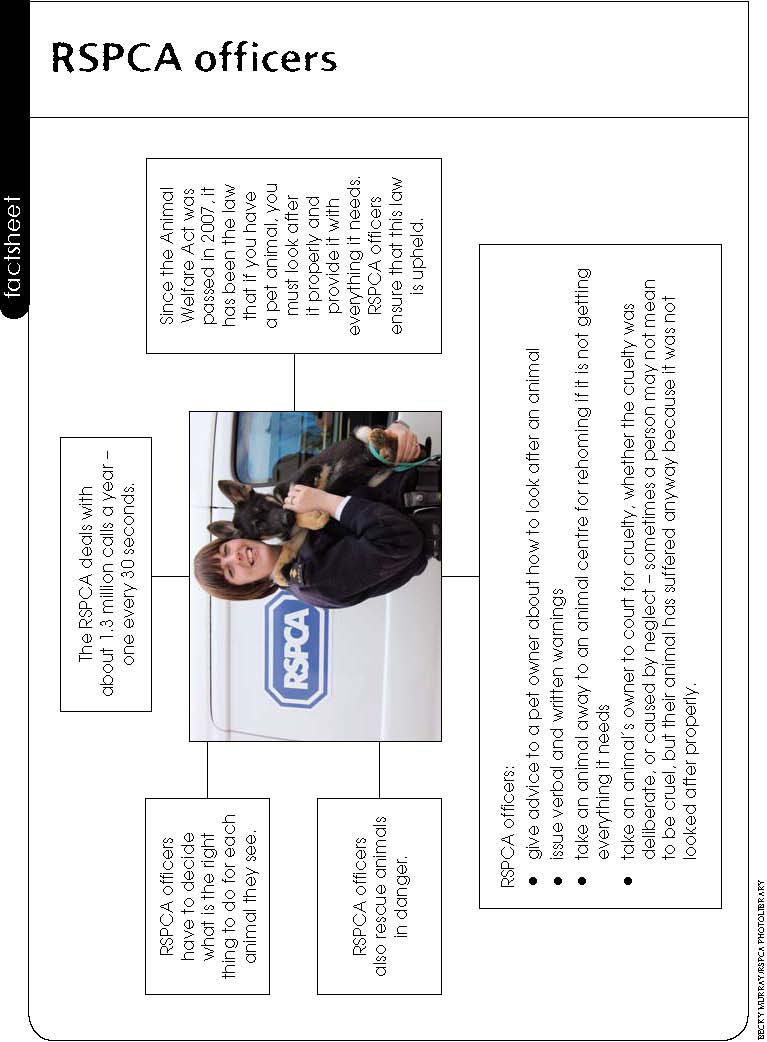 RSPCA officers
factsheet
The RSPCA deals with
about 1.3 million calls a year –
one every 30 seconds.
Since the Animal
Welfare Act was
passed in 2007, it
has been the law
that if you have
a pet animal, you
must look after
it properly and
provide it with
everything it needs.
RSPCA officers
ensure that this law
is upheld.
RSPCA officers
have to decide
what is the right
thing to do for each
animal they see.
RSPCA
RSPCA officers
also rescue animals
in danger.
RSPCA officers:
● give advice to a pet owner about how to look after an animal
● issue verbal and written warnings
● take an animal away to an animal centre for rehoming if it is not getting
everything it needs
● take an animal's owner to court for cruelty, whether the cruelty was
deliberate, or caused by neglect – sometimes a person may not mean
to be cruel, but their animal has suffered anyway because it was not
looked after properly.
BECKY MURRAY/RSPCA PHOTOLIBRARY